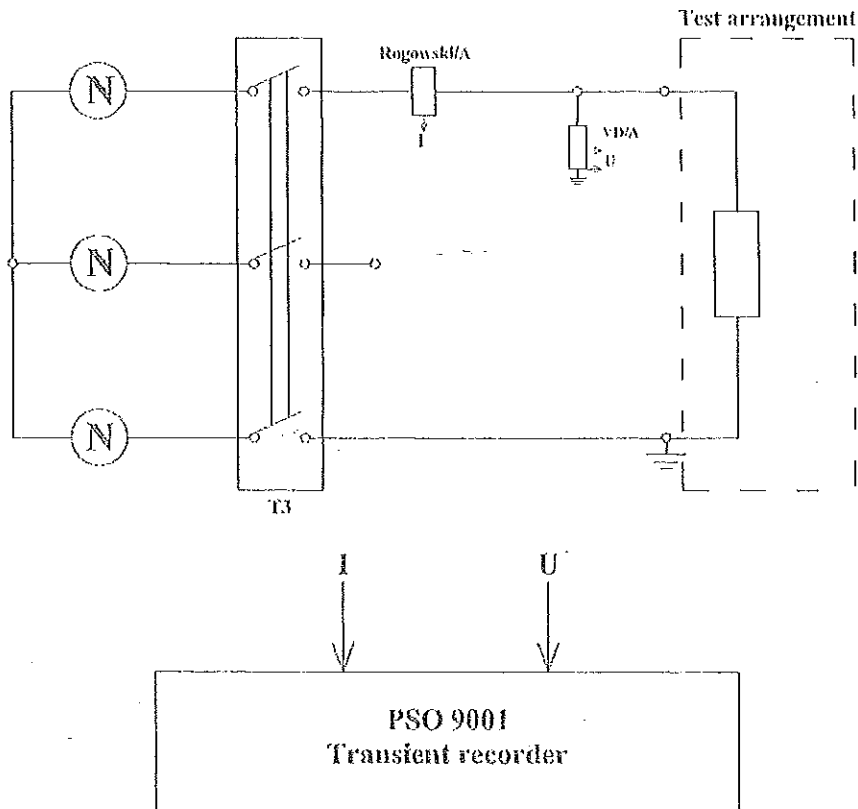 Test arrangement
Rogowski/A
N
I
VD/A
U
N
N
T3
I
U
PSO 9001
Transient recorder